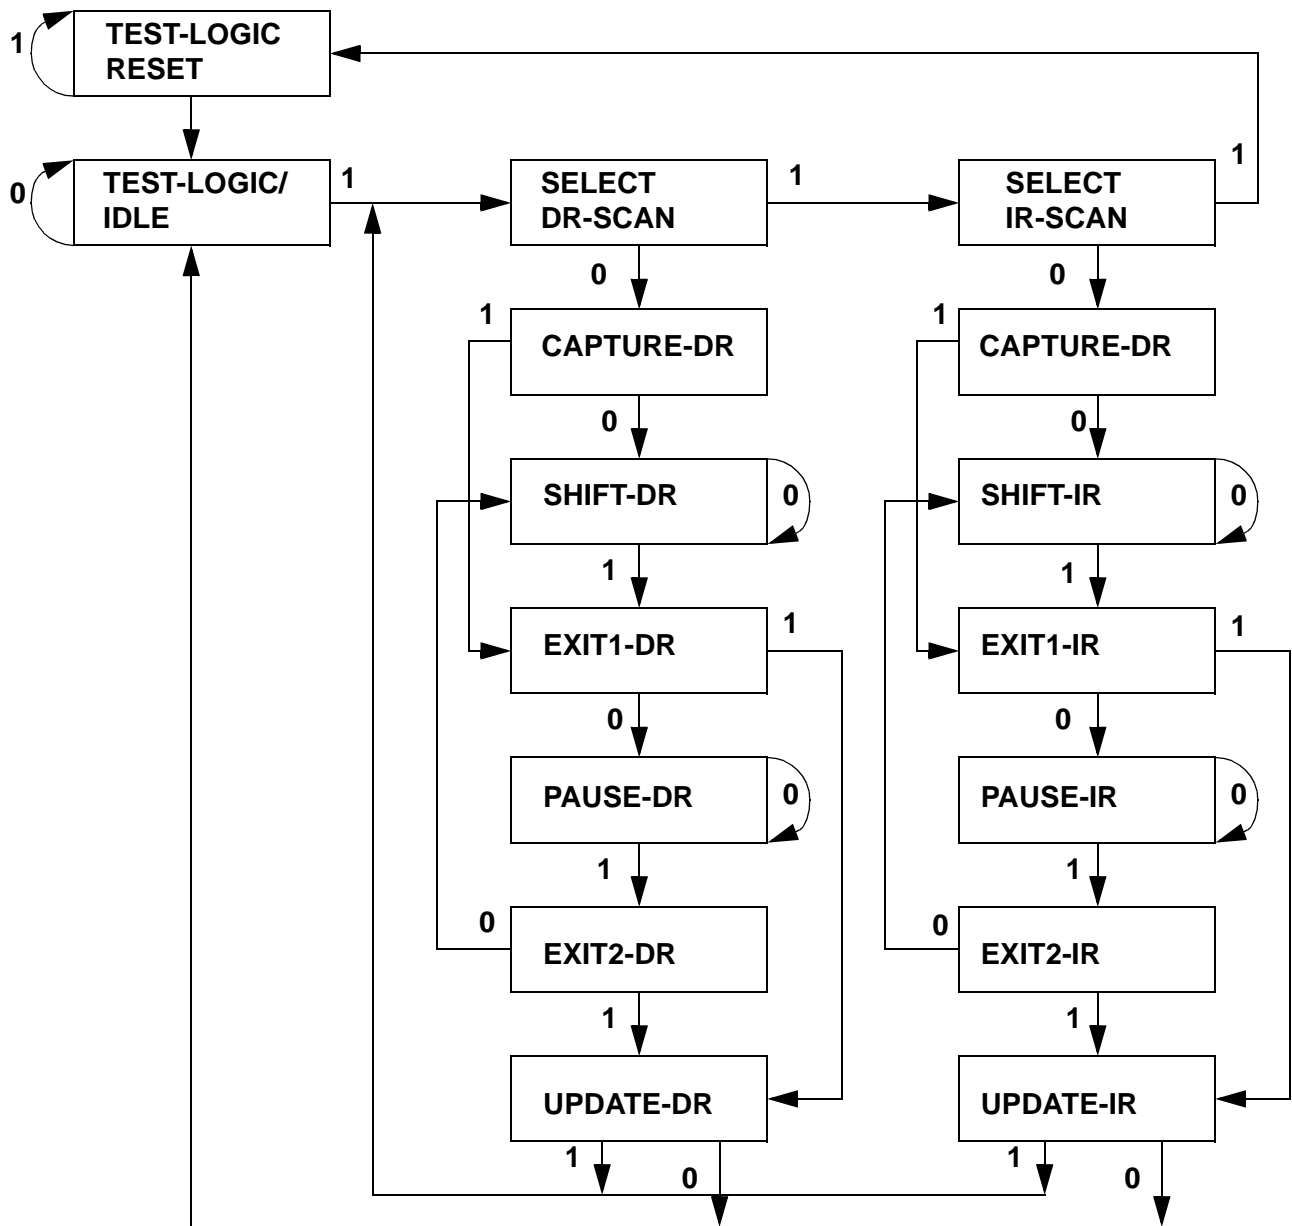 1
TEST-LOGIC
RESET
0
TEST-LOGIC/
IDLE
1
SELECT
DR-SCAN
1
SELECT
IR-SCAN
1
0
0
1
CAPTURE-DR
1
CAPTURE-DR
0
0
SHIFT-DR
0
SHIFT-IR
0
1
1
EXIT1-DR
1
EXIT1-IR
1
0
0
PAUSE-DR
0
PAUSE-IR
0
1
1
0
EXIT2-DR
0
EXIT2-IR
1
1
UPDATE-DR
UPDATE-IR
1
0
1
0